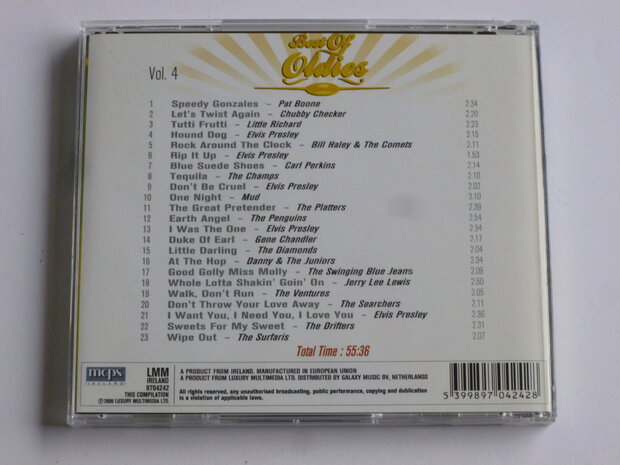 Best Of
Oldies
Vol. 4
1 Speedy Gonzales – Pat Boone 2.34
2 Let's Twist Again – Chubby Checker 2.20
3 Tutti Frutti – Little Richard 2.23
4 Hound Dog – Elvis Presley 2.15
5 Rock Around The Clock – Bill Haley & The Comets 2.11
6 Rip It Up – Elvis Presley 1.53
7 Blue Suede Shoes – Carl Perkins 2.14
8 Tequila – The Champs 2.10
9 Don't Be Cruel – Elvis Presley 2.02
10 One Night – Mud 3.10
11 The Great Pretender – The Platters 2.39
12 Earth Angel – The Penguins 2.54
13 I Was The One – Elvis Presley 2.34
14 Duke Of Earl – Gene Chandler 2.17
15 Little Darling – The Diamonds 2.04
16 At The Hop – Danny & The Juniors 2.34
17 Good Golly Miss Molly – The Swinging Blue Jeans 2.09
18 Whole Lotta Shakin' Goin' On – Jerry Lee Lewis 2.50
19 Walk, Don't Run – The Ventures 2.05
20 Don't Throw Your Love Away – The Searchers 2.11
21 I Want You, I Need You, I Love You – Elvis Presley 2.36
22 Sweets For My Sweet – The Drifters 2.31
23 Wipe Out – The Surfaris 2.07
Total Time : 55:36
mcps
IRELAND
LMM
IRELAND
9704242
THIS COMPILATION
℗2006 LUXURY MULTIMEDIA LTD.
A PRODUCT FROM IRELAND. MANUFACTURED IN EUROPEAN UNION
A PRODUCT FROM LUXURY MULTIMEDIA LTD. DISTRIBUTED BY GALAXY MUSIC BV, NETHERLANDS
All rights reserved, any unauthorised broadcasting, public performance, copying and dubbication
is a violation of applicable laws.
5 399897 042428